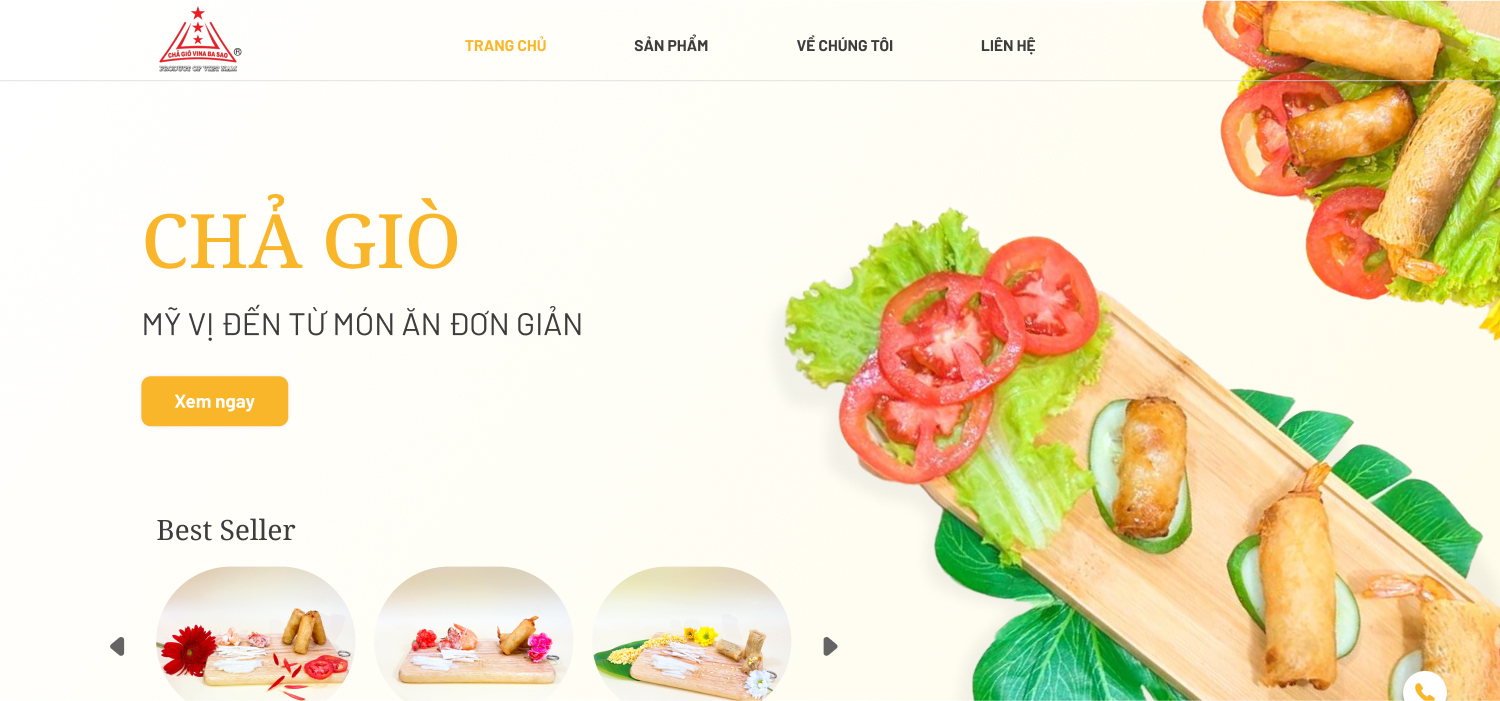 CHẢ GIÒ VINA BA SAO
®
PRODUCT OF VIET NAM
TRANG CHỦ
SẢN PHẨM
VỀ CHÚNG TÔI
LIÊN HỆ
CHẢ GIÒ
MỸ VỊ ĐẾN TỪ MÓN ĂN ĐƠN GIẢN
Xem ngay
Best Seller